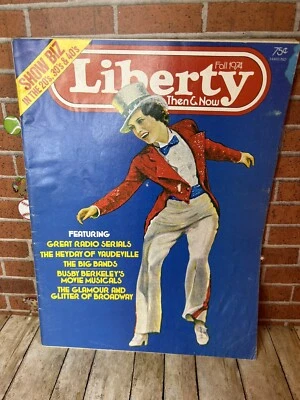 SHOW BIZ
IN THE 20's, 30's & 40's
Liberty
Fall 1974
75¢
Then & Now
FEATURING
GREAT RADIO SERIALS
THE HEYDAY OF VAUDEVILLE
THE BIG BANDS
BUSBY BERKELEY'S
MOVIE MUSICALS
THE GLAMOUR AND
GLITTER OF BROADWAY